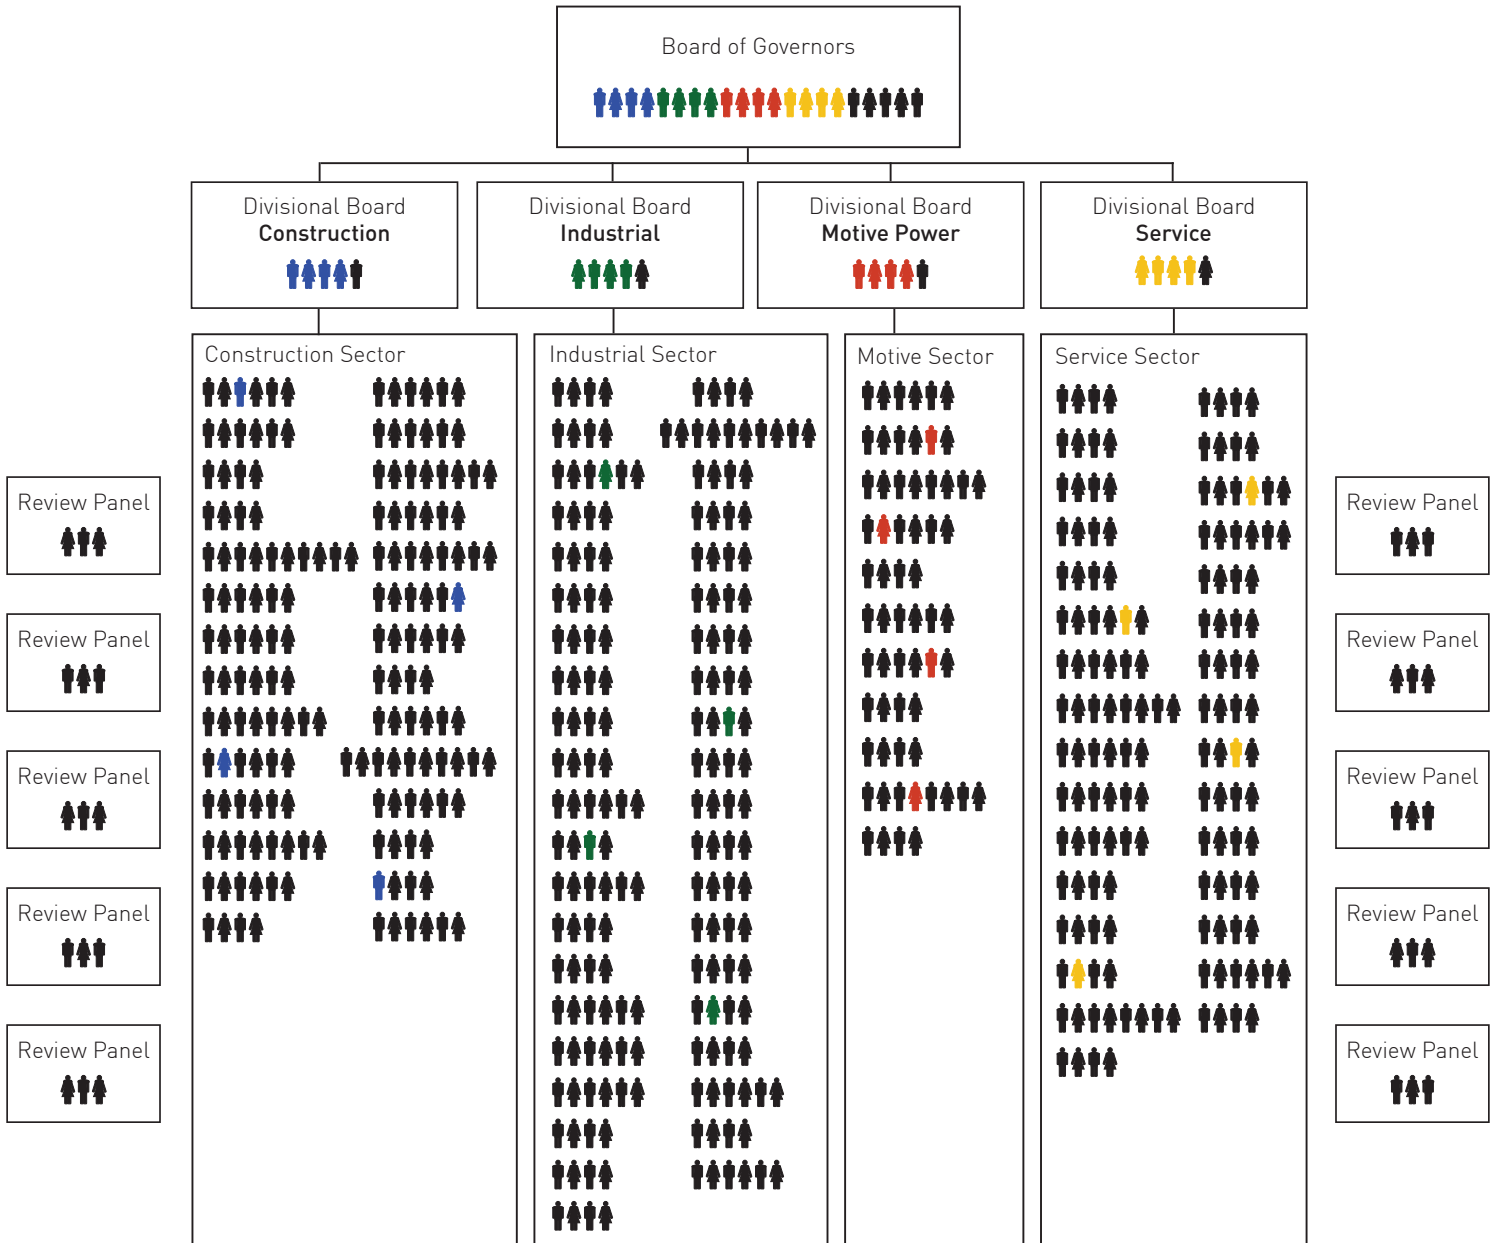 Board of Governors
Divisional Board
Construction
Divisional Board
Industrial
Divisional Board
Motive Power
Divisional Board
Service
Construction Sector
Industrial Sector
Motive Sector
Service Sector
Review Panel
Review Panel
Review Panel
Review Panel
Review Panel
Review Panel
Review Panel
Review Panel
Review Panel
Review Panel